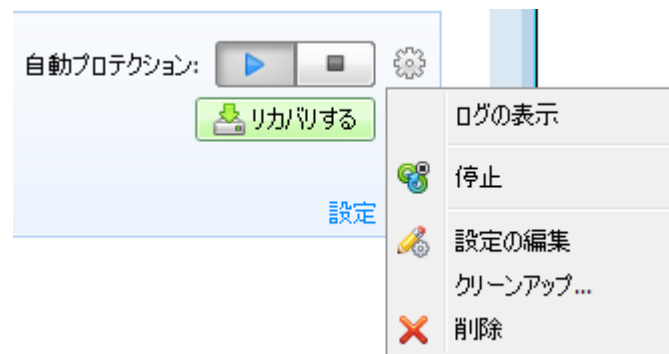 自動プロテクション:
リカバリする
設定
ログの表示
停止
設定の編集
クリーンアップ...
削除